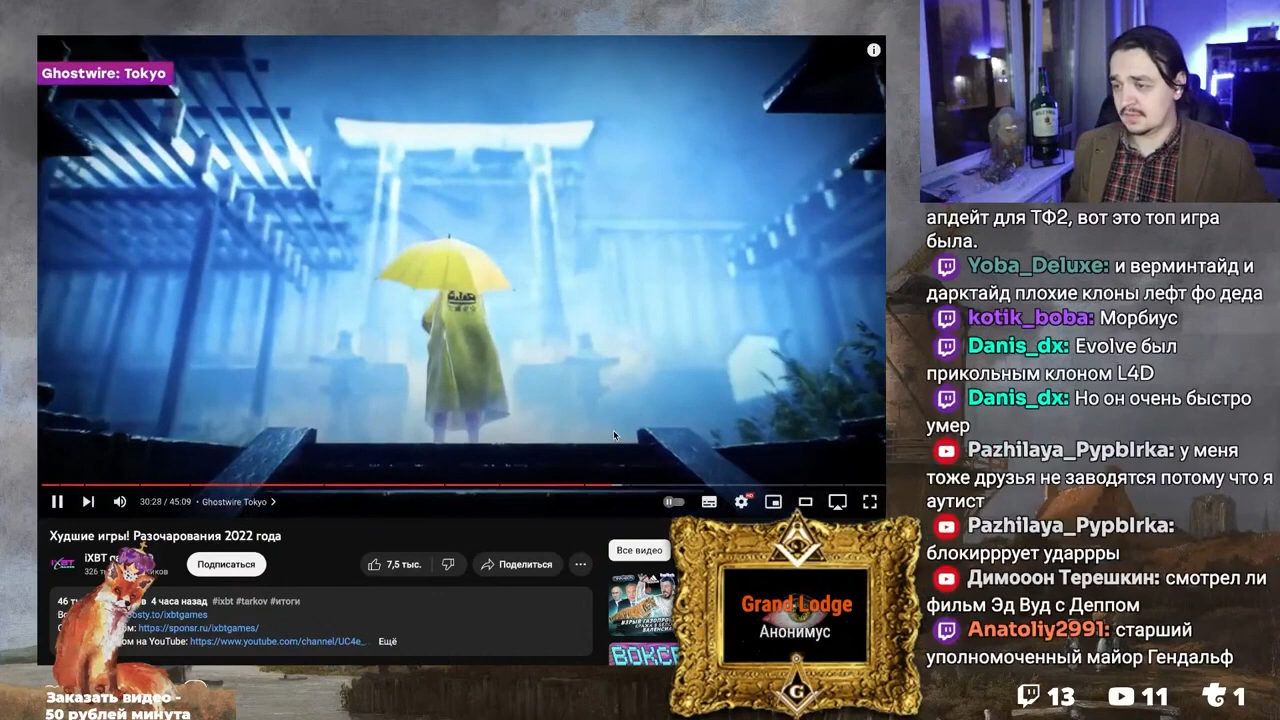 Ghostwire: Tokyo
30:28 / 45:09 • Ghostwire Tokyo
HD
Худшие игры! Разочарования 2022 года
iXBT
Подписаться
7,5 тыс.
Поделиться
Все видео
4 часа назад #ixbt #tarkov #итоги
https://sponsr.ru/ixbtgames/
на YouTube: https://www.youtube.com/channel/UC4e_...
Ещё
Заказать видео -
50 рублей минута
Grand Lodge
Анонимус
G
апдейт для ТФ2, вот это топ игра
была.
Yoba_Deluxe: и верминтайд и
дарктайд плохие клоны лефт фо деда
kotik_boba: Морбиус
Danis_dx: Evolve был
прикольным клоном L4D
Danis_dx: Но он очень быстро
умер
Pazhilaya_PypbIrka: у меня
тоже друзья не заводятся потому что я
аутист
Pazhilaya_PypbIrka:
блокирррует ударрры
Димооон Терешкин: смотрел ли
фильм Эд Вуд с Деппом
Anatoliy2991: старший
уполномоченный майор Гендальф
13
11
1